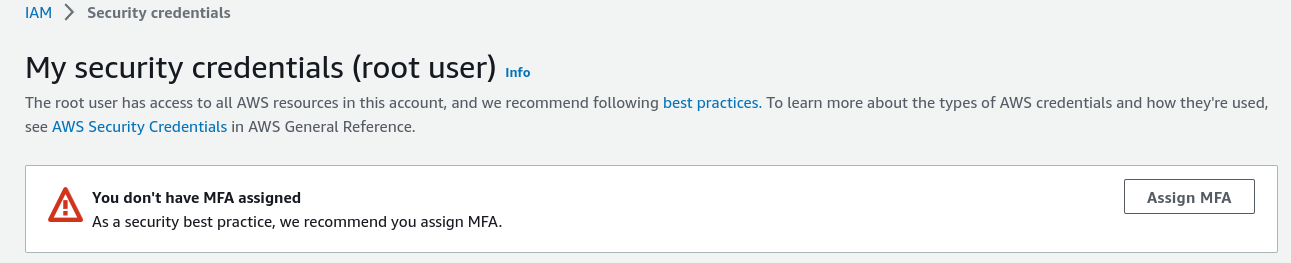 IAM > Security credentials
My security credentials (root user) Info
The root user has access to all AWS resources in this account, and we recommend following best practices. To learn more about the types of AWS credentials and how they're used,
see AWS Security Credentials in AWS General Reference.
You don't have MFA assigned
Assign MFA
As a security best practice, we recommend you assign MFA.